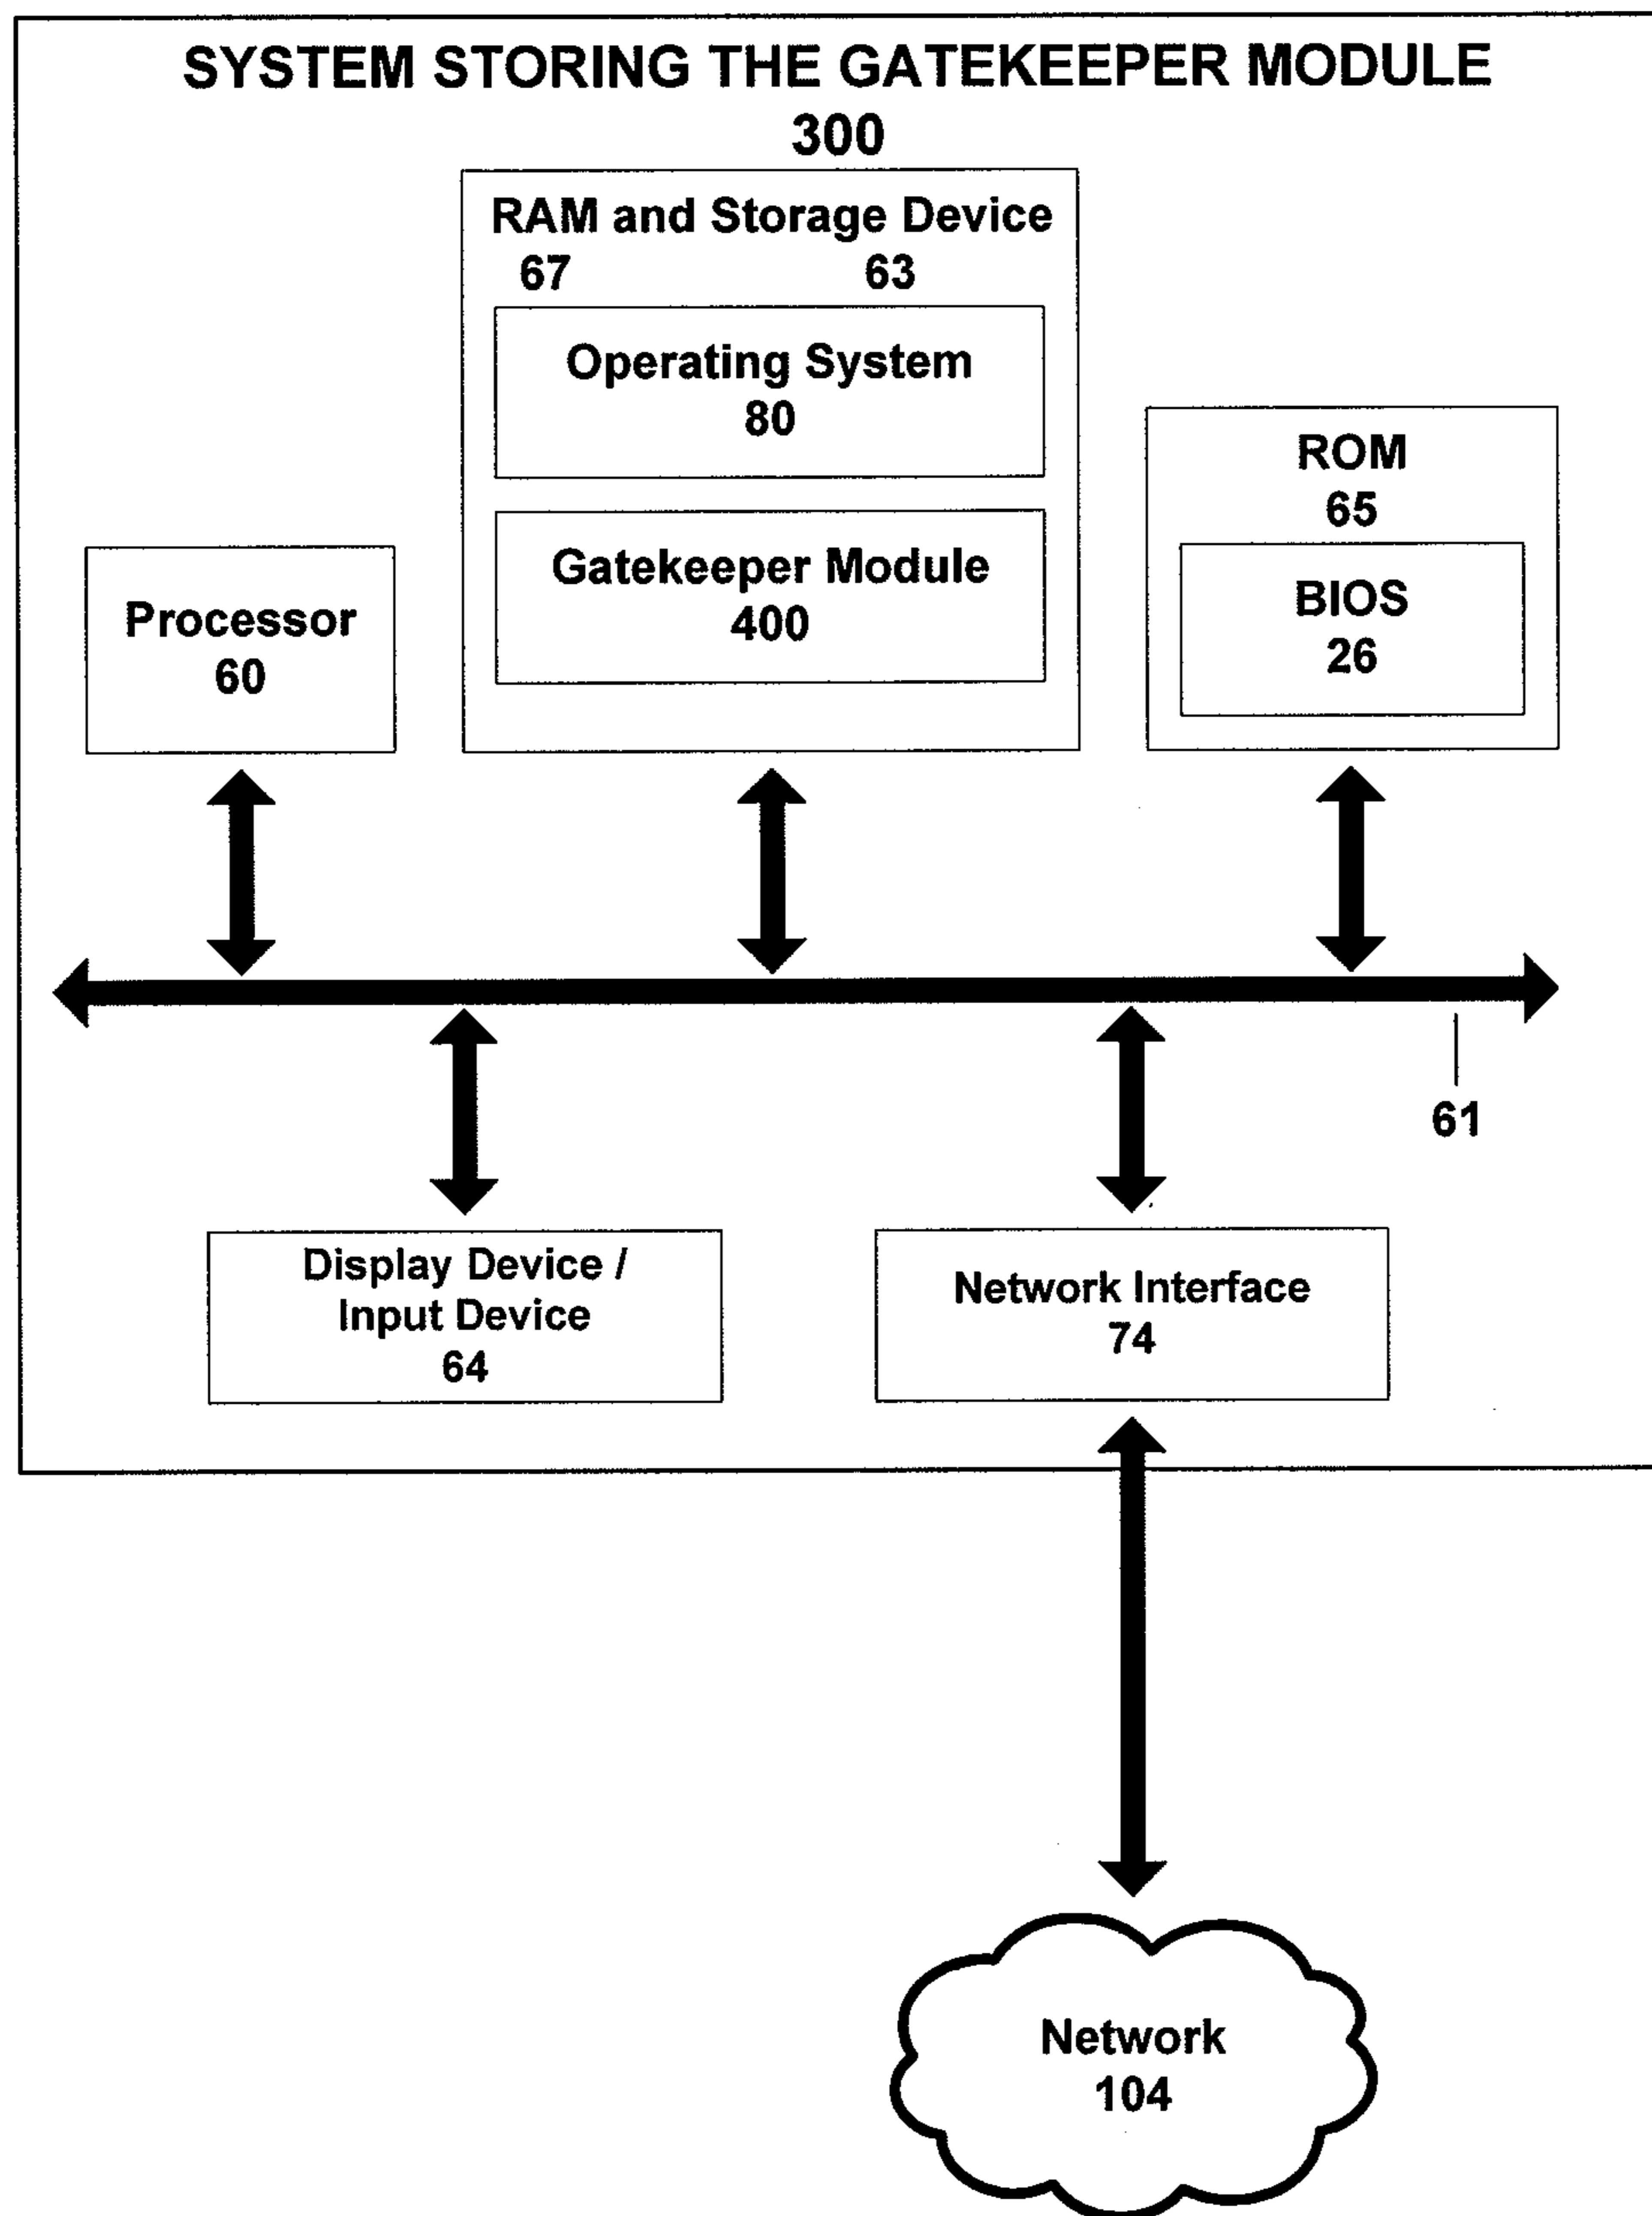 SYSTEM STORING THE GATEKEEPER MODULE
300
RAM and Storage Device
67 63
Operating System
80
Gatekeeper Module
400
Processor
60
ROM
65
BIOS
26
61
Display Device /
Input Device
64
Network Interface
74
Network
104